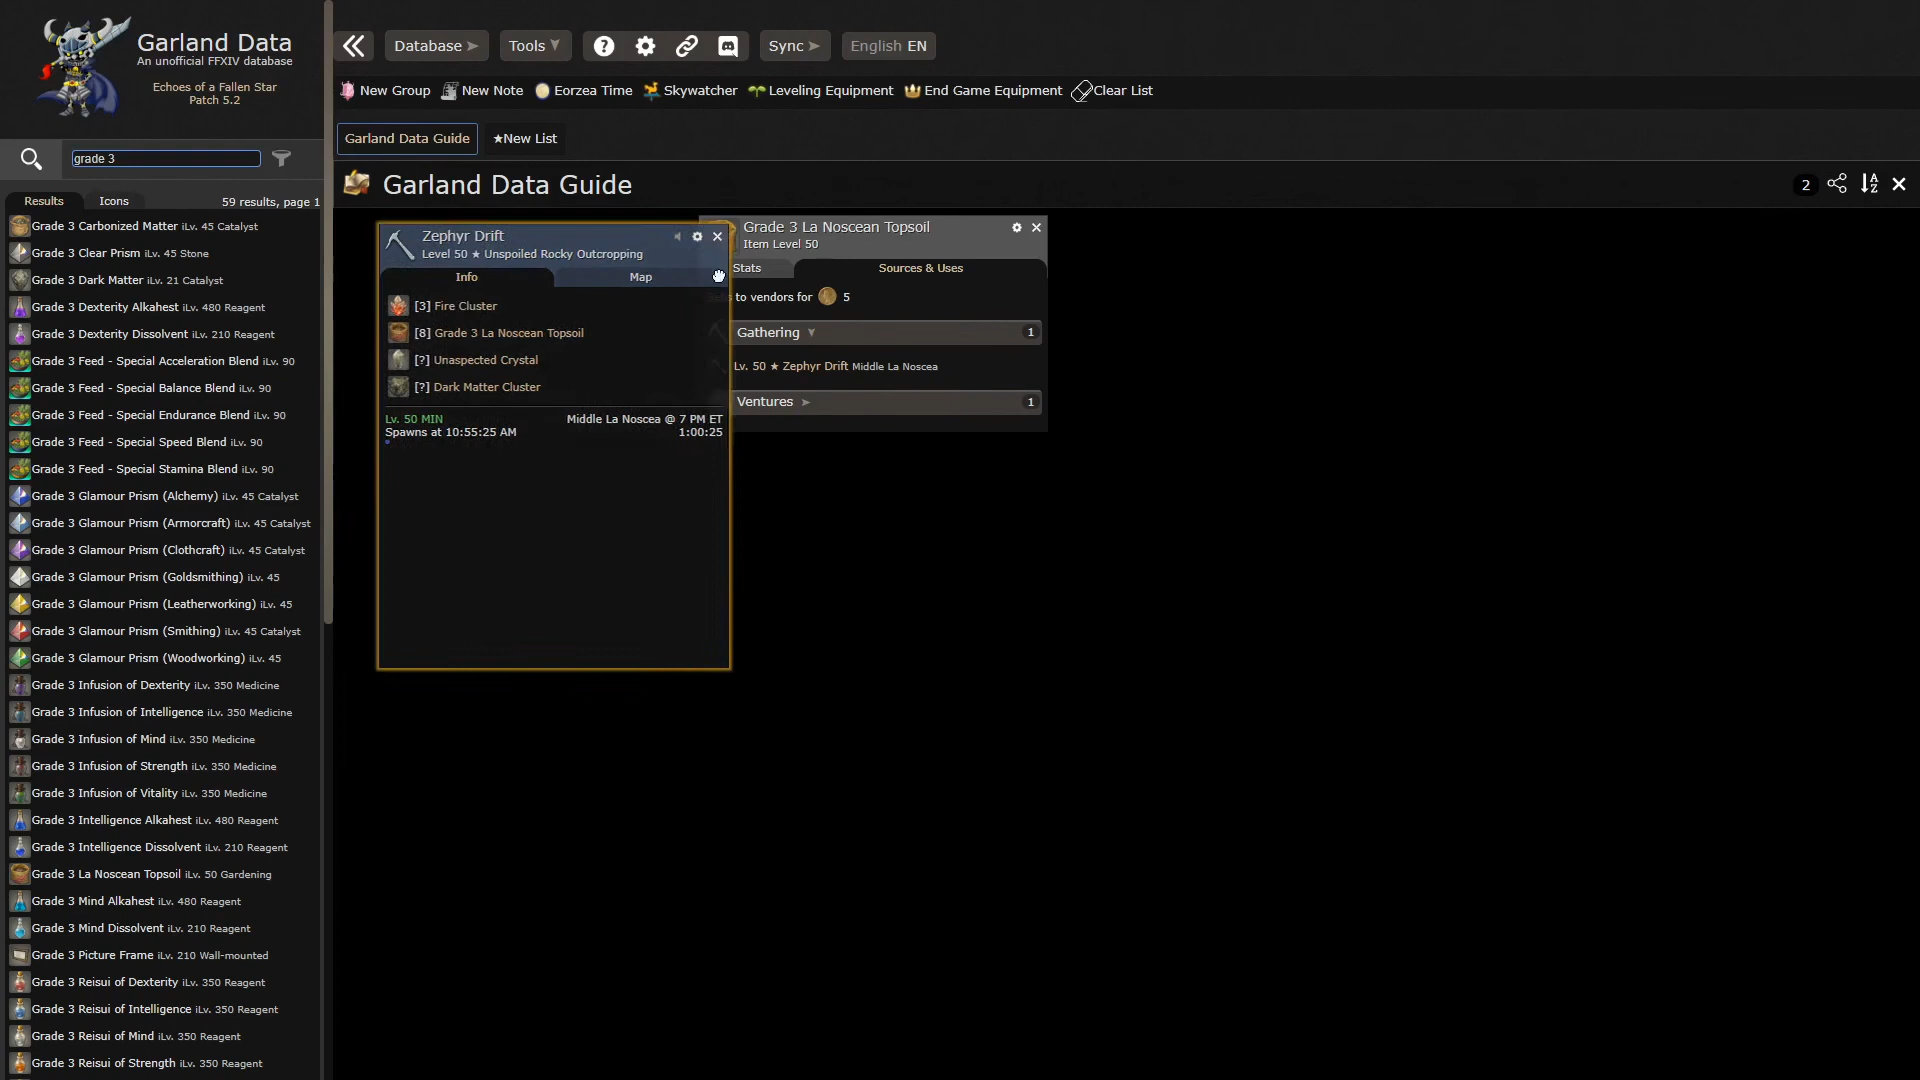 Garland Data
An unofficial FFXIV database
Echoes of a Fallen Star
Patch 5.2
Database
Tools
Sync
English EN
New Group
New Note
Eorzea Time
Skywatcher
Leveling Equipment
End Game Equipment
Clear List
grade 3
Garland Data Guide
★New List
Garland Data Guide
2
Results
Icons
59 results, page 1
Grade 3 Carbonized Matter iLv. 45 Catalyst
Grade 3 Clear Prism iLv. 45 Stone
Grade 3 Dark Matter iLv. 21 Catalyst
Grade 3 Dexterity Alkahest iLv. 480 Reagent
Grade 3 Dexterity Dissolvent iLv. 210 Reagent
Grade 3 Feed - Special Acceleration Blend iLv. 90
Grade 3 Feed - Special Balance Blend iLv. 90
Grade 3 Feed - Special Endurance Blend iLv. 90
Grade 3 Feed - Special Speed Blend iLv. 90
Grade 3 Feed - Special Stamina Blend iLv. 90
Grade 3 Glamour Prism (Alchemy) iLv. 45 Catalyst
Grade 3 Glamour Prism (Armorcraft) iLv. 45 Catalyst
Grade 3 Glamour Prism (Clothcraft) iLv. 45 Catalyst
Grade 3 Glamour Prism (Goldsmithing) iLv. 45
Grade 3 Glamour Prism (Leatherworking) iLv. 45
Grade 3 Glamour Prism (Smithing) iLv. 45 Catalyst
Grade 3 Glamour Prism (Woodworking) iLv. 45
Grade 3 Infusion of Dexterity iLv. 350 Medicine
Grade 3 Infusion of Intelligence iLv. 350 Medicine
Grade 3 Infusion of Mind iLv. 350 Medicine
Grade 3 Infusion of Strength iLv. 350 Medicine
Grade 3 Infusion of Vitality iLv. 350 Medicine
Grade 3 Intelligence Alkahest iLv. 480 Reagent
Grade 3 Intelligence Dissolvent iLv. 210 Reagent
Grade 3 La Noscean Topsoil iLv. 50 Gardening
Grade 3 Mind Alkahest iLv. 480 Reagent
Grade 3 Mind Dissolvent iLv. 210 Reagent
Grade 3 Picture Frame iLv. 210 Wall-mounted
Grade 3 Reisui of Dexterity iLv. 350 Reagent
Grade 3 Reisui of Intelligence iLv. 350 Reagent
Grade 3 Reisui of Mind iLv. 350 Reagent
Grade 3 Reisui of Strength iLv. 350 Reagent
Zephyr Drift
Level 50 ★ Unspoiled Rocky Outcropping
Info
Map
[3] Fire Cluster
[8] Grade 3 La Noscean Topsoil
[?] Unaspected Crystal
[?] Dark Matter Cluster
Lv. 50 MIN
Middle La Noscea @ 7 PM ET
Spawns at 10:55:25 AM
1:00:25
Grade 3 La Noscean Topsoil
Item Level 50
Stats
Sources & Uses
to vendors for 5
Gathering
1
Lv. 50 ★ Zephyr Drift Middle La Noscea
Ventures
1